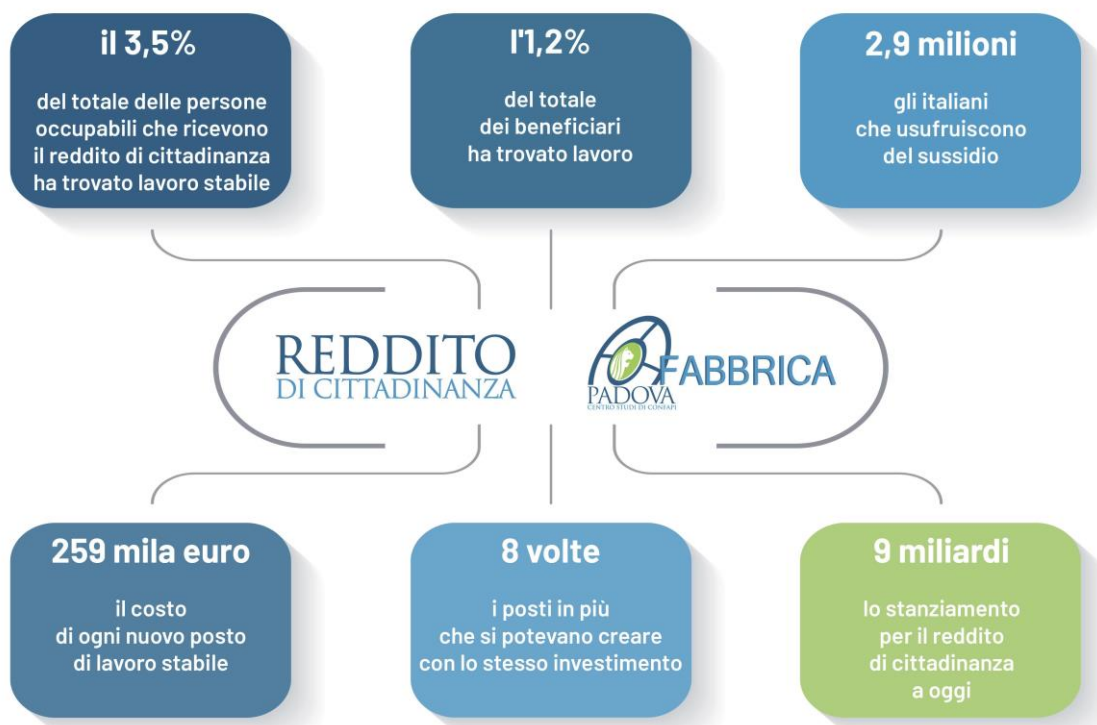 il 3,5%
del totale delle persone
occupabili che ricevono
il reddito di cittadinanza
ha trovato lavoro stabile
l'1,2%
del totale
dei beneficiari
ha trovato lavoro
2,9 milioni
gli italiani
che usufruiscono
del sussidio
REDDITO
DI CITTADINANZA
FABBRICA
PADOVA
CENTRO STUDI DI CONFAPI
259 mila euro
il costo
di ogni nuovo posto
di lavoro stabile
8 volte
i posti in più
che si potevano creare
con lo stesso investimento
9 miliardi
lo stanziamento
per il reddito
di cittadinanza
a oggi